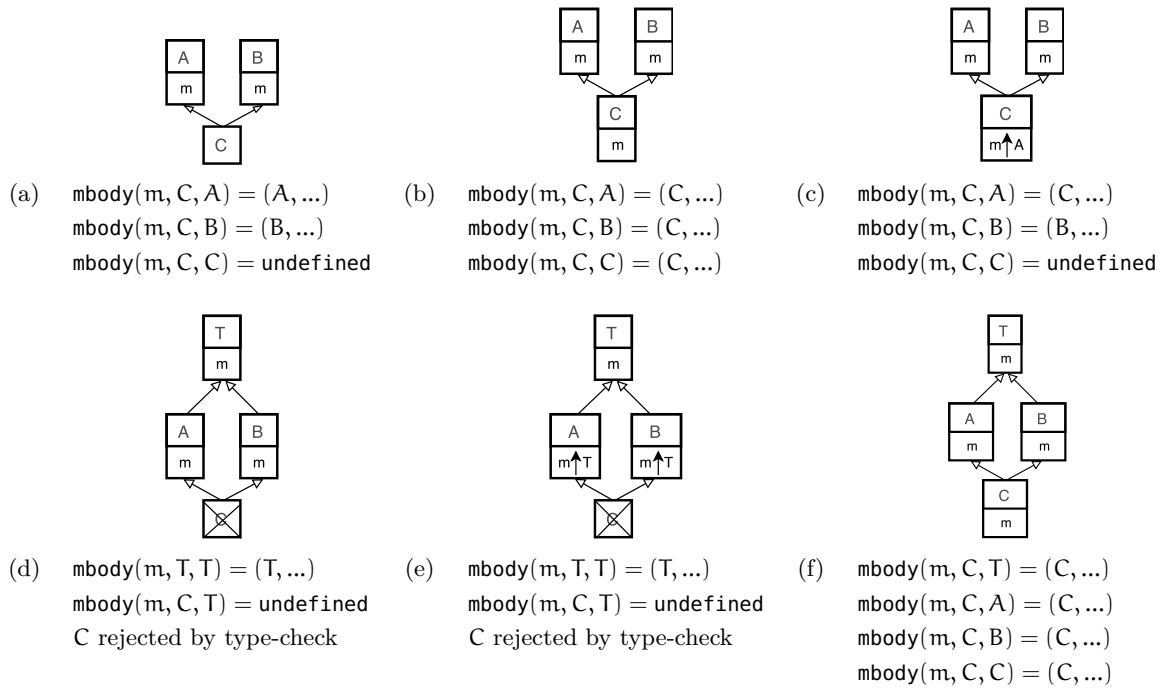 A B
m m
C
A B
m m
C
m
A B
m m
C
m A
(a) mbody(m, C, A) = (A, ...)
mbody(m, C, B) = (B, ...)
mbody(m, C, C) = undefined
(b) mbody(m, C, A) = (C, ...)
mbody(m, C, B) = (C, ...)
mbody(m, C, C) = (C, ...)
(c) mbody(m, C, A) = (C, ...)
mbody(m, C, B) = (B, ...)
mbody(m, C, C) = undefined
T
m
A B
m m
C
T
m
A B
m T m T
C
T
m
A B
m m
C
m
(d) mbody(m, T, T) = (T, ...)
mbody(m, C, T) = undefined
C rejected by type-check
(e) mbody(m, T, T) = (T, ...)
mbody(m, C, T) = undefined
C rejected by type-check
(f) mbody(m, C, T) = (C, ...)
mbody(m, C, A) = (C, ...)
mbody(m, C, B) = (C, ...)
mbody(m, C, C) = (C, ...)